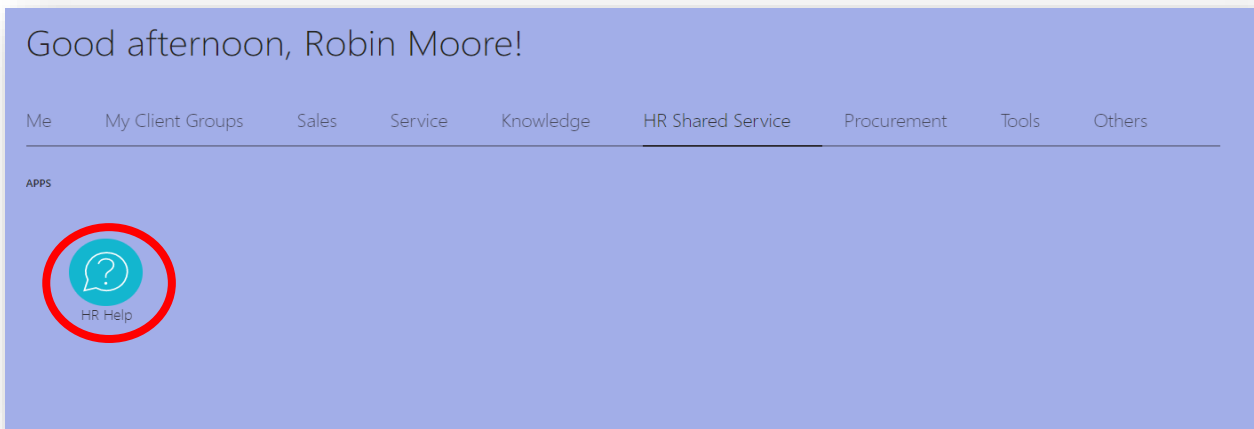 Good afternoon, Robin Moore!
Me My Client Groups Sales Service Knowledge HR Shared Service Procurement Tools Others
APPS
?
HR Help